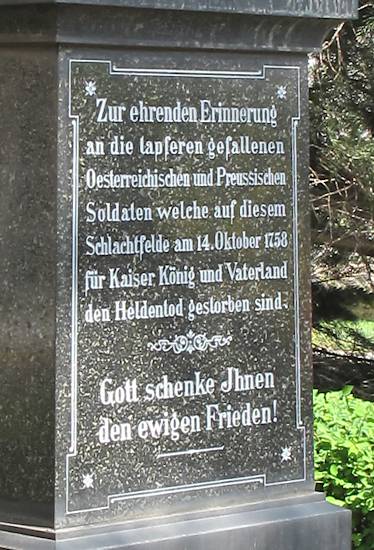 Zur ehrenden Erinnerung
an die tapferen gefallenen
Oesterreichischen und Preussischen
Soldaten welche auf diesem
Schlachtfelde am 14. Oktober 1758
für Kaiser König und Vaterland
den Heldentod gestorben sind.
Gott schenke Jhnen
den ewigen Frieden!